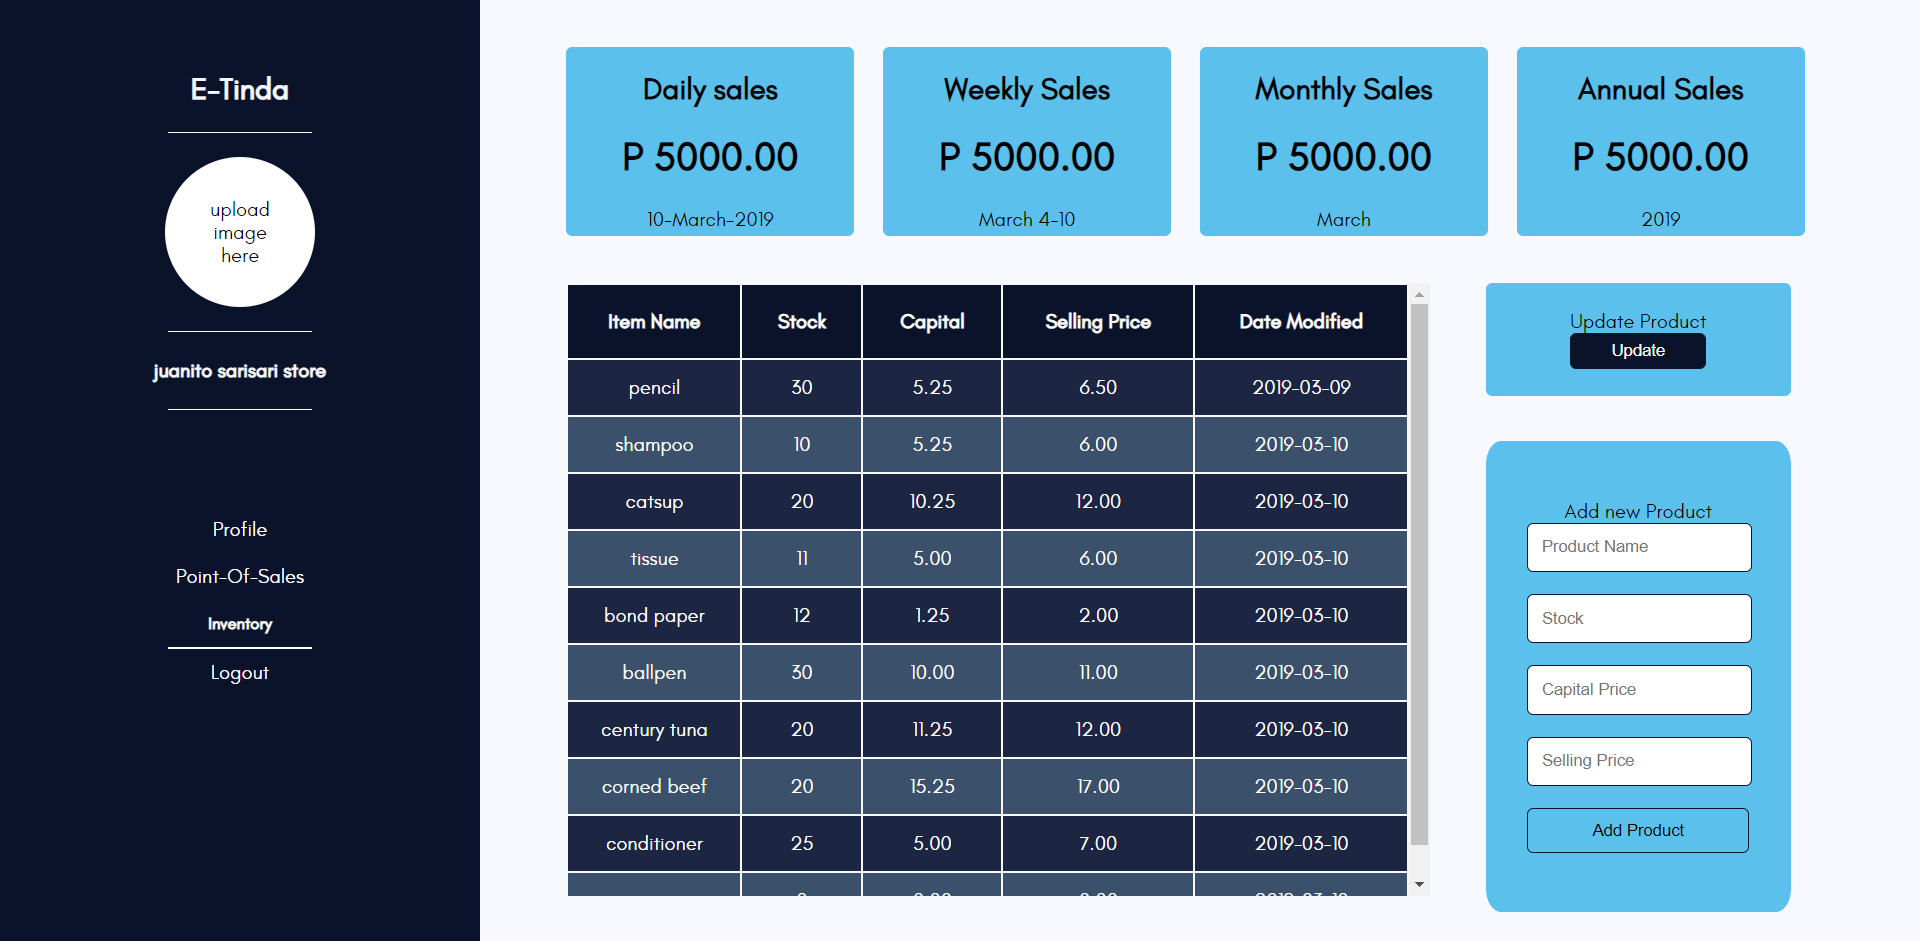 E-Tinda
upload
image
here
juanito sarisari store
Profile
Point-Of-Sales
Inventory
Logout
Daily sales
P 5000.00
10-March-2019
Weekly Sales
P 5000.00
March 4-10
Monthly Sales
P 5000.00
March
Annual Sales
P 5000.00
2019
Item Name Stock Capital Selling Price Date Modified
pencil 30 5.25 6.50 2019-03-09
shampoo 10 5.25 6.00 2019-03-10
catsup 20 10.25 12.00 2019-03-10
tissue 11 5.00 6.00 2019-03-10
bond paper 12 1.25 2.00 2019-03-10
ballpen 30 10.00 11.00 2019-03-10
century tuna 20 11.25 12.00 2019-03-10
corned beef 20 15.25 17.00 2019-03-10
conditioner 25 5.00 7.00 2019-03-10
Update Product
Update
Add new Product
Product Name
Stock
Capital Price
Selling Price
Add Product